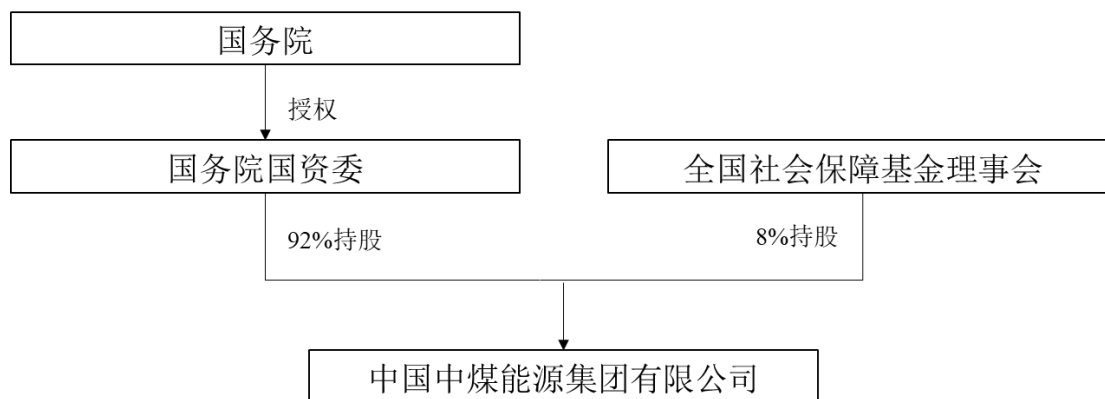 国务院
授权
国务院国资委
全国社会保障基金理事会
92%持股
8%持股
中国中煤能源集团有限公司